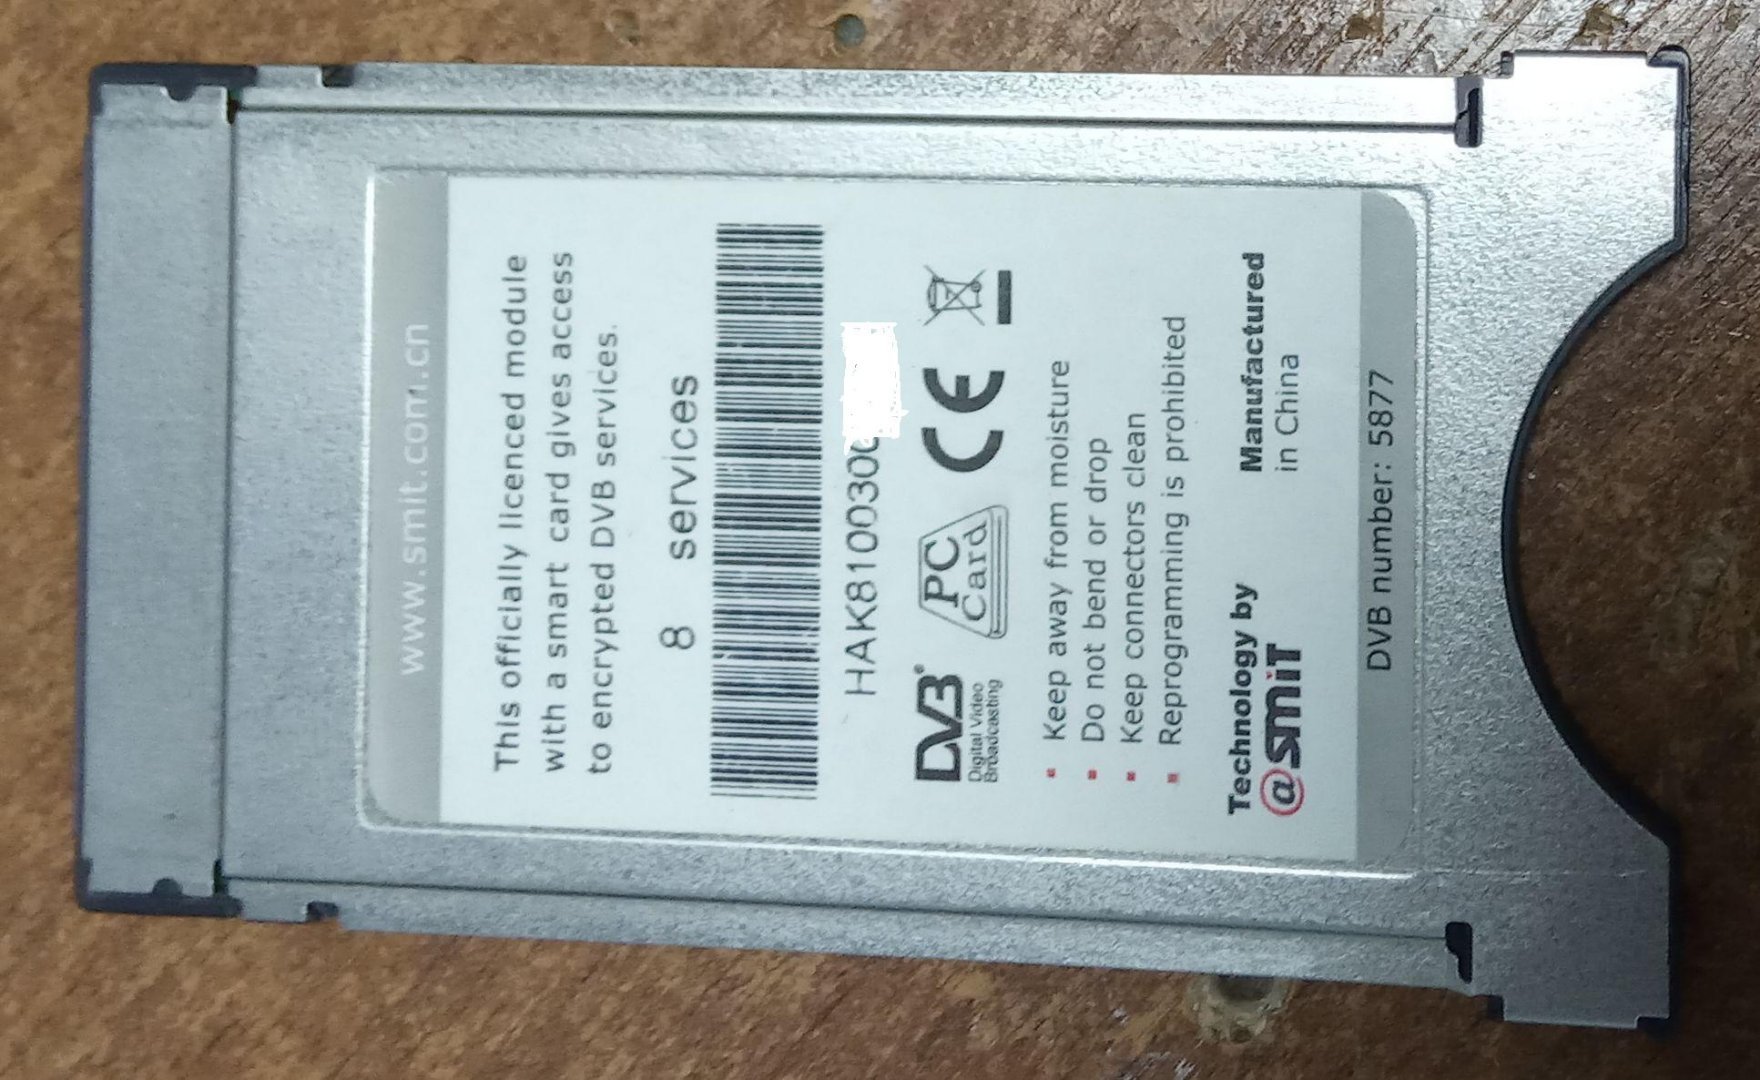 www.smit.com.cn
This officially licenced module
with a smart card gives access
to encrypted DVB services.
8 services
HAK8100300
DVB®
Digital Video
Broadcasting
PC
Card
CE
Keep away from moisture
Do not bend or drop
Keep connectors clean
Reprogramming is prohibited
Technology by
@smiT
Manufactured
in China
DVB number: 5877